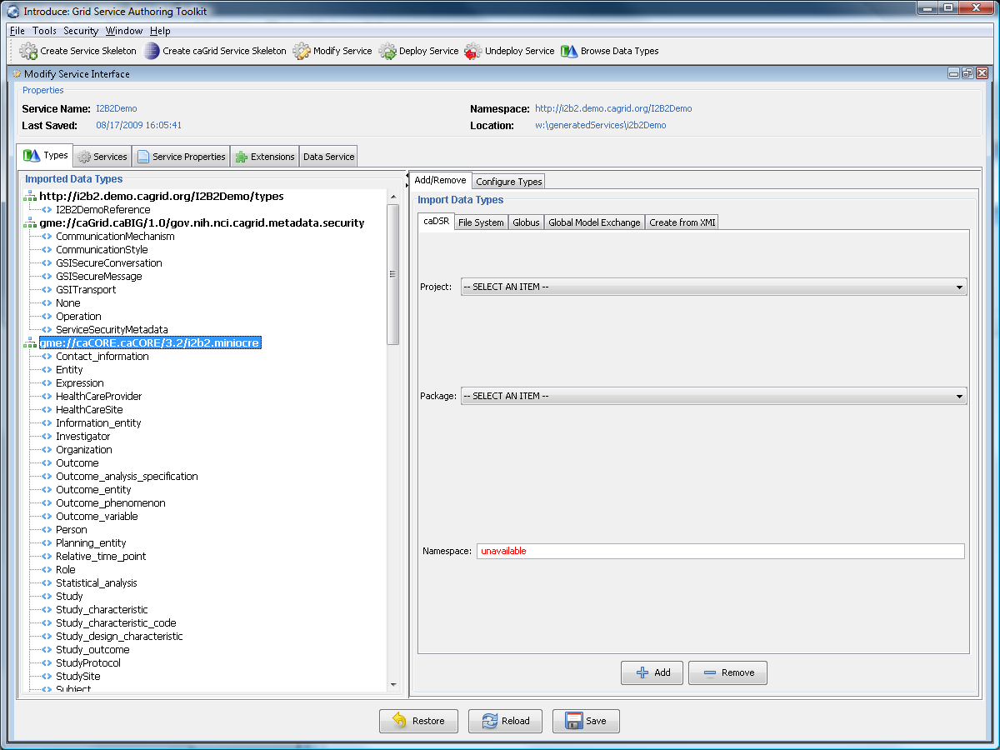 Introduce: Grid Service Authoring Toolkit
File Tools Security Window Help
Create Service Skeleton Create caGrid Service Skeleton Modify Service Deploy Service Undeploy Service Browse Data Types
Modify Service Interface
Properties
Service Name: I2B2Demo Namespace: http://i2b2.demo.cagrid.org/I2B2Demo
Last Saved: 08/17/2009 16:05:41 Location: w:\generatedServices\i2b2Demo
Types Services Service Properties Extensions Data Service
Imported Data Types
http://i2b2.demo.cagrid.org/I2B2Demo/types
I2B2DemoReference
gme://caGrid.caBIG/1.0/gov.nih.nci.cagrid.metadata.security
CommunicationMechanism
CommunicationStyle
GSISecureConversation
GSISecureMessage
GSITransport
None
Operation
ServiceSecurityMetadata
gme://caCORE.caCORE/3.2/i2b2.miniocre
Contact_information
Entity
Expression
HealthCareProvider
HealthCareSite
Information_entity
Investigator
Organization
Outcome
Outcome_analysis_specification
Outcome_entity
Outcome_phenomenon
Outcome_variable
Person
Planning_entity
Relative_time_point
Role
Statistical_analysis
Study
Study_characteristic
Study_characteristic_code
Study_design_characteristic
Study_outcome
StudyProtocol
StudySite
Subject
Add/Remove Configure Types
Import Data Types
caDSR File System Globus Global Model Exchange Create from XMI
Project: -- SELECT AN ITEM --
Package: -- SELECT AN ITEM --
Namespace: unavailable
Add Remove
Restore Reload Save